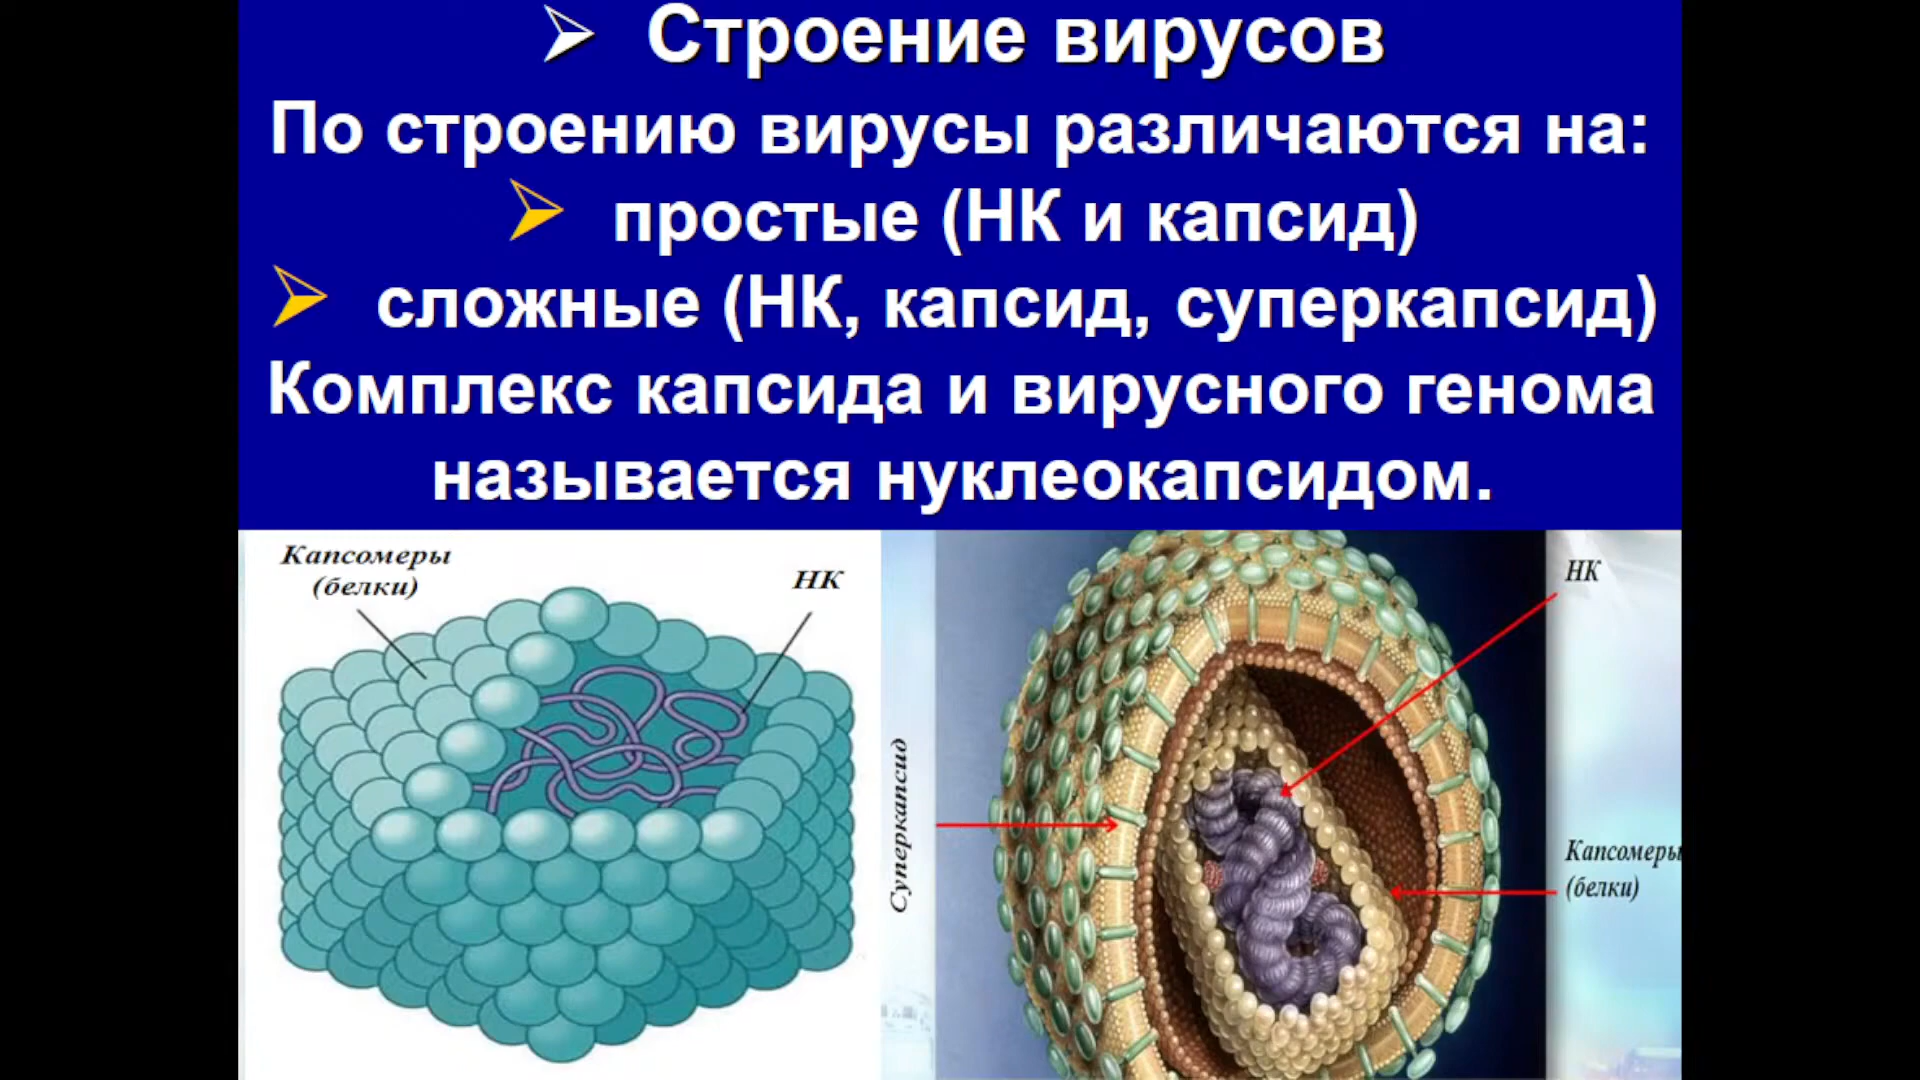 Строение вирусов
По строению вирусы различаются на:
простые (НК и капсид)
сложные (НК, капсид, суперкапсид)
Комплекс капсида и вирусного генома
называется нуклеокапсидом.
Капсомеры
(белки)
НК
Суперкапсид
НК
Капсомеры
(белки)